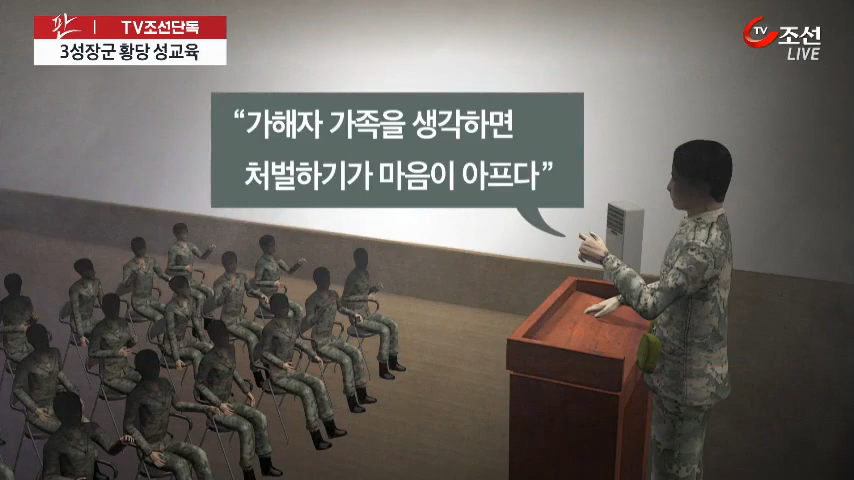 판 | TV조선단독
3성장군 황당 성교육
TV조선
LIVE
“가해자 가족을 생각하면
처벌하기가 마음이 아프다”